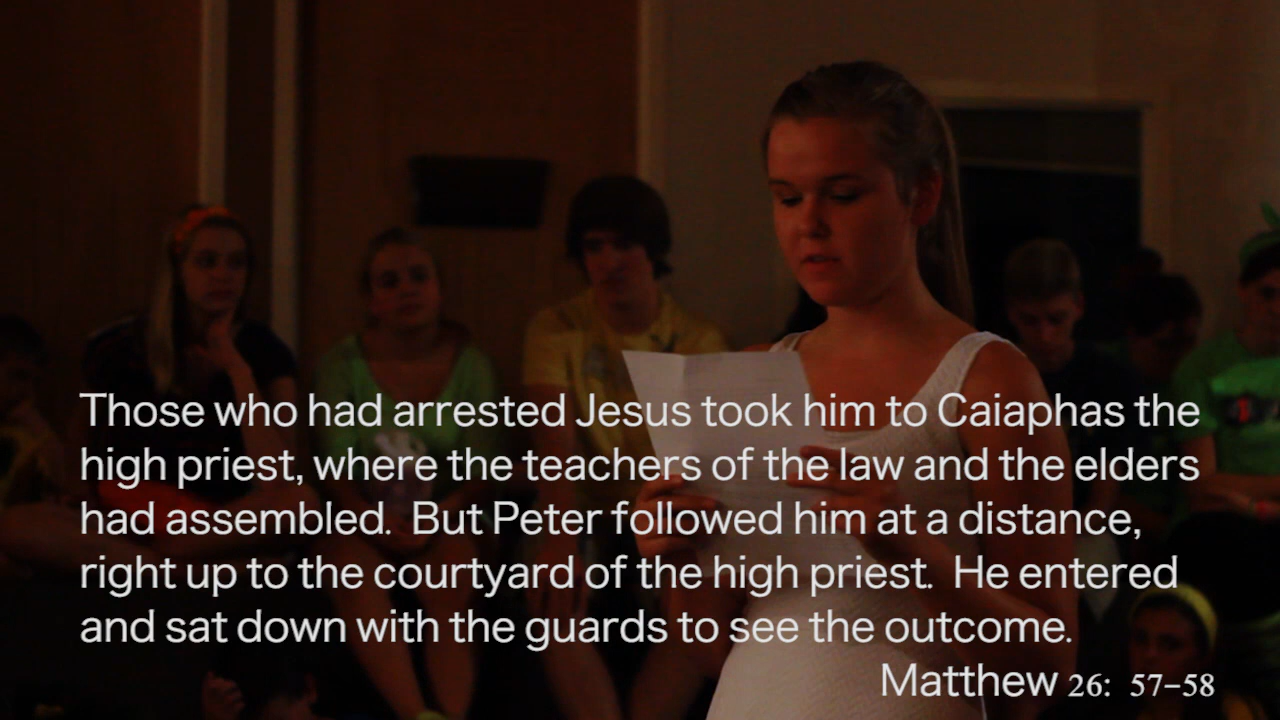 Those who had arrested Jesus took him to Caiaphas the
high priest, where the teachers of the law and the elders
had assembled.  But Peter followed him at a distance,
right up to the courtyard of the high priest.  He entered
and sat down with the guards to see the outcome.
Matthew 26:  57–58